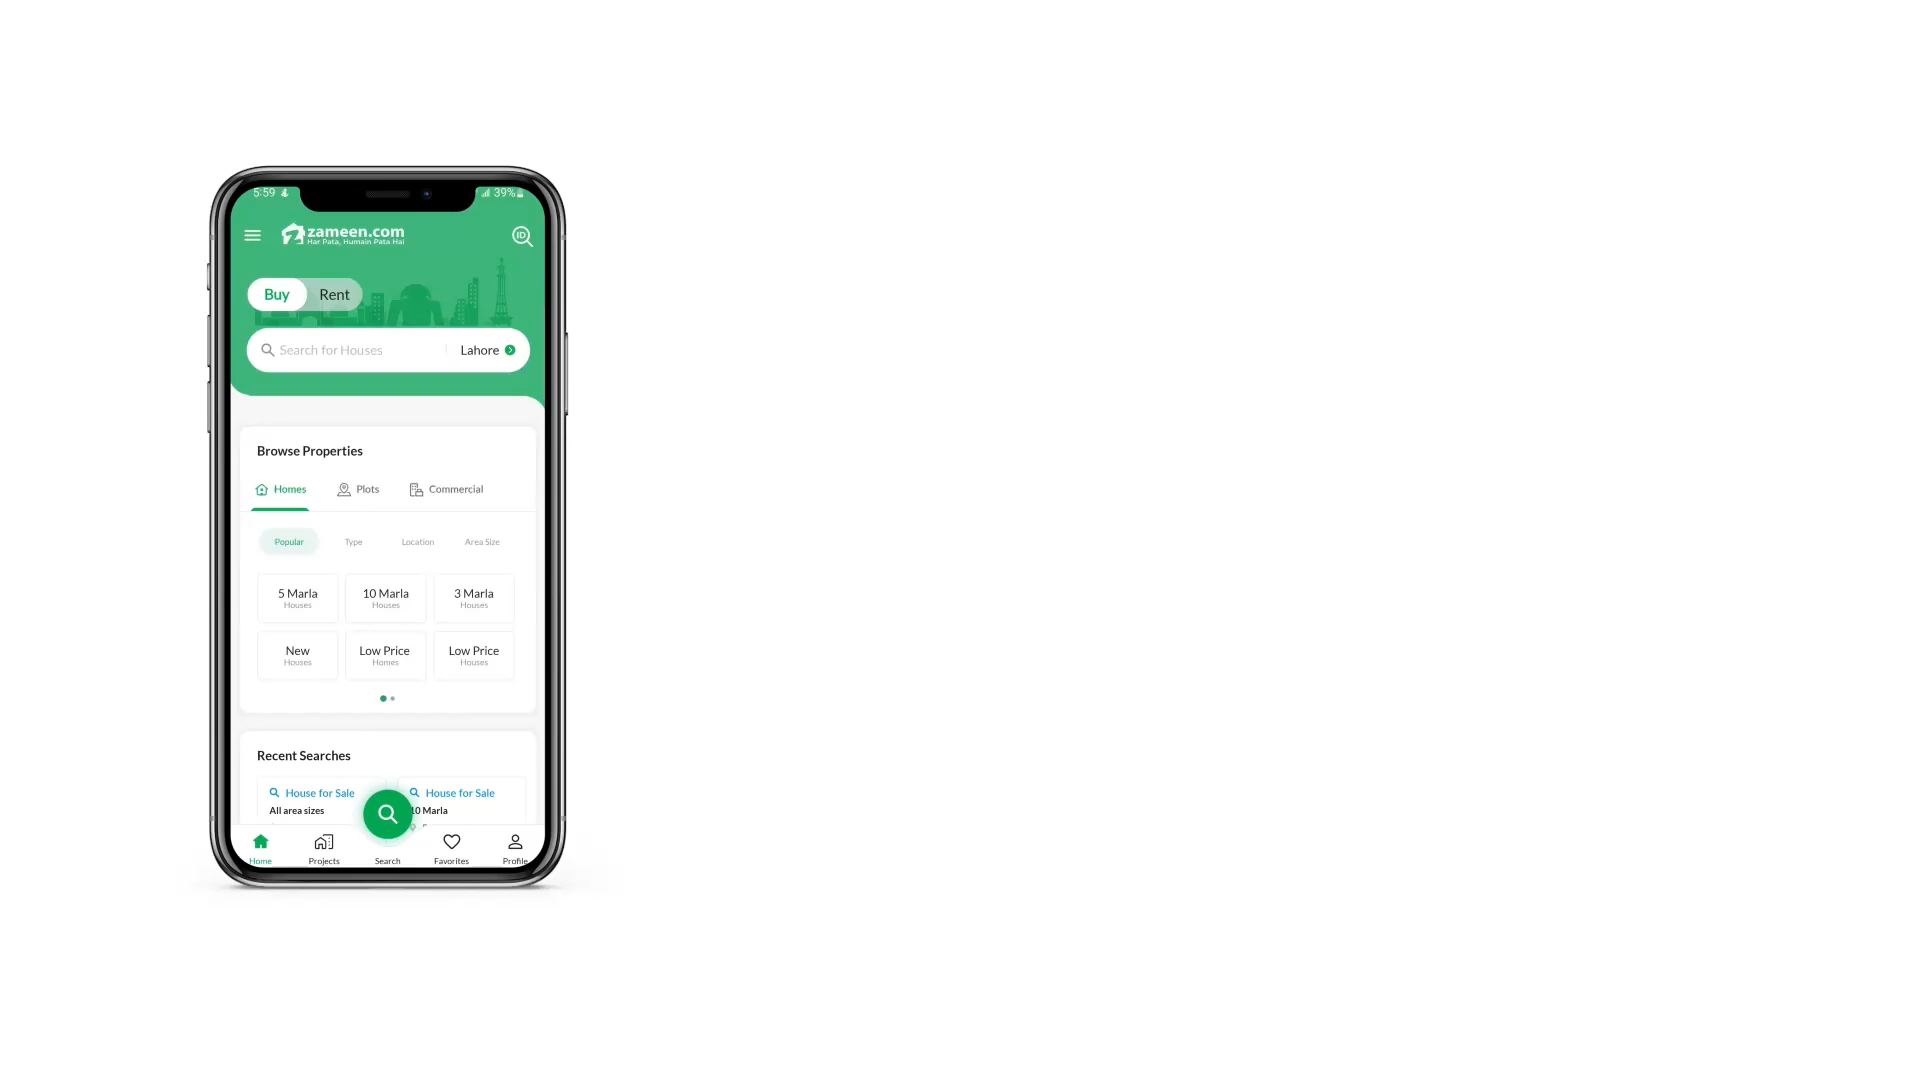 5:59 39%
zameen.com
Har Pata, Humain Pata Hai
ID
Buy Rent
Search for Houses Lahore
Browse Properties
Homes Plots Commercial
Popular Type Location Area Size
5 Marla 10 Marla 3 Marla
Houses Houses Houses
New Low Price Low Price
Houses Homes Houses
Recent Searches
House for Sale House for Sale
All area sizes 10 Marla
Home Projects Search Favorites Profile